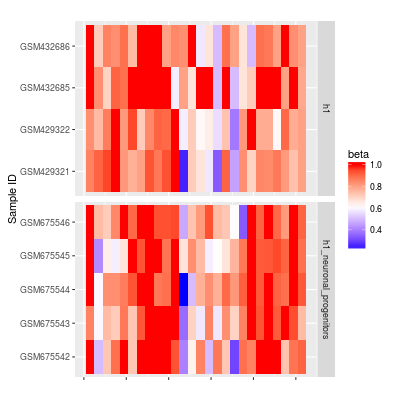 GSM432686
GSM432685
GSM429322
GSM429321
h1
GSM675546
GSM675545
GSM675544
GSM675543
GSM675542
h1_neuronal_progenitors
Sample ID
beta
1.0
0.8
0.6
0.4